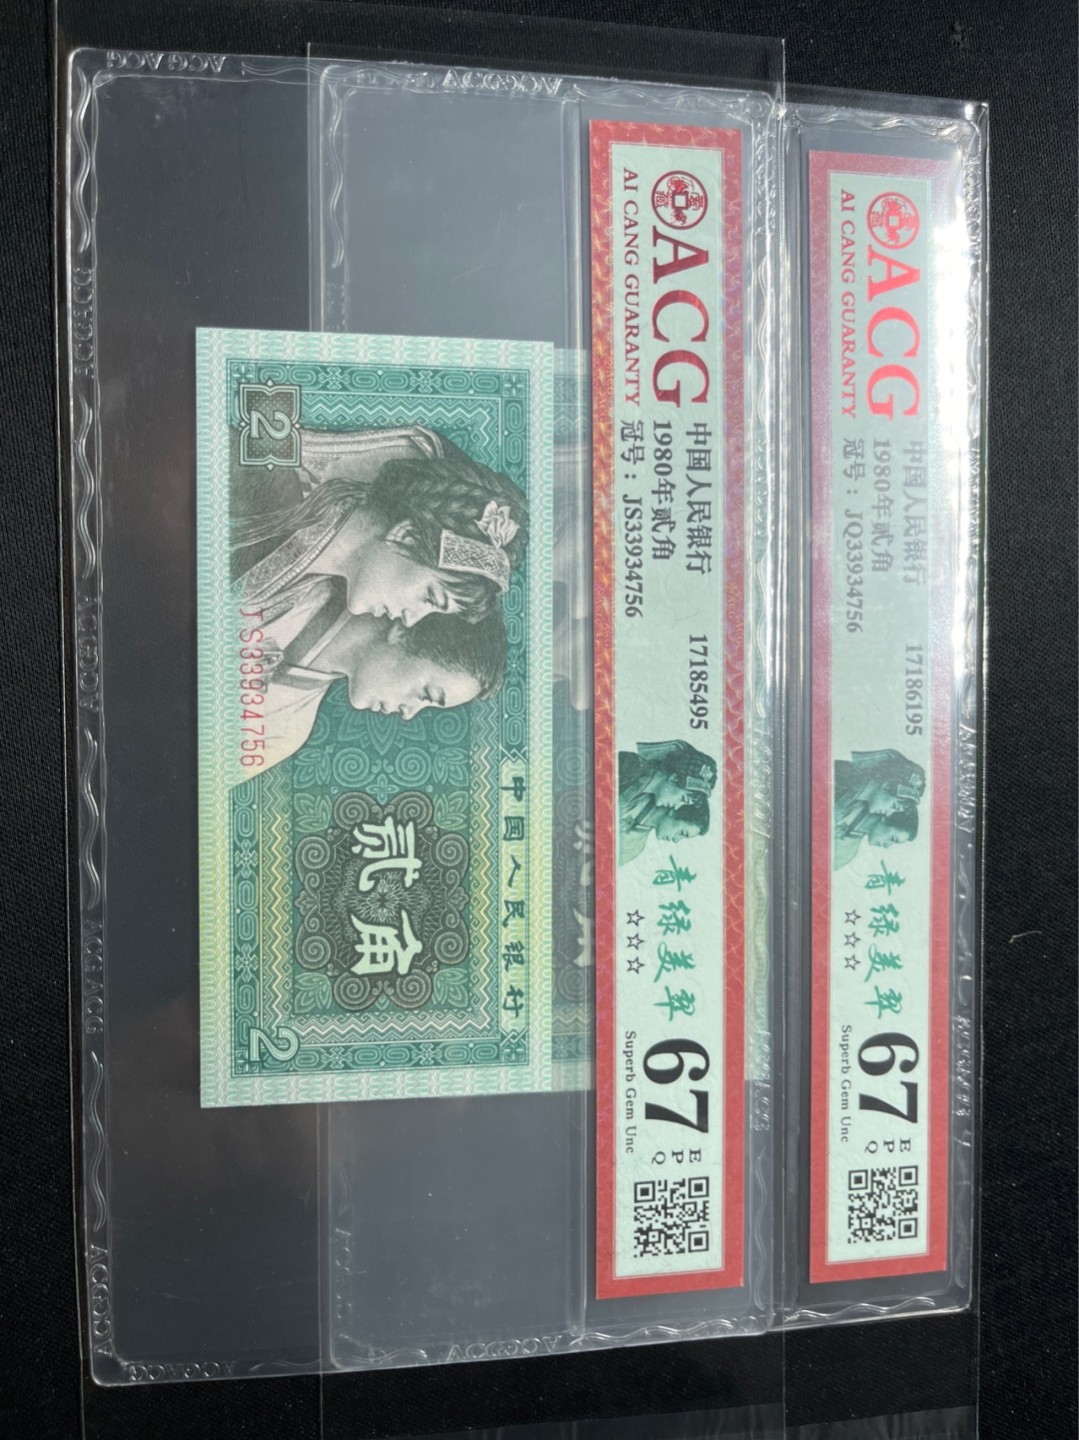 ACG
AI CANG GUARANTY
中国人民银行 17186195
1980年贰角
冠号：JQ33934756
青绿美翠
☆☆☆
67 EPQ
Superb Gem Unc
ACG
AI CANG GUARANTY
中国人民银行 17185495
1980年贰角
冠号：JS33934756
青绿美翠
☆☆☆
67 EPQ
Superb Gem Unc
中国人民银行
贰角
2
2
JS33934756
ACG ACG